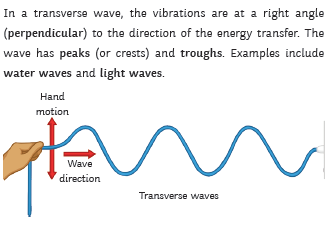 In a transverse wave, the vibrations are at a right angle
(perpendicular) to the direction of the energy transfer. The
wave has peaks (or crests) and troughs. Examples include
water waves and light waves.
Hand
motion
Wave
direction
Transverse waves